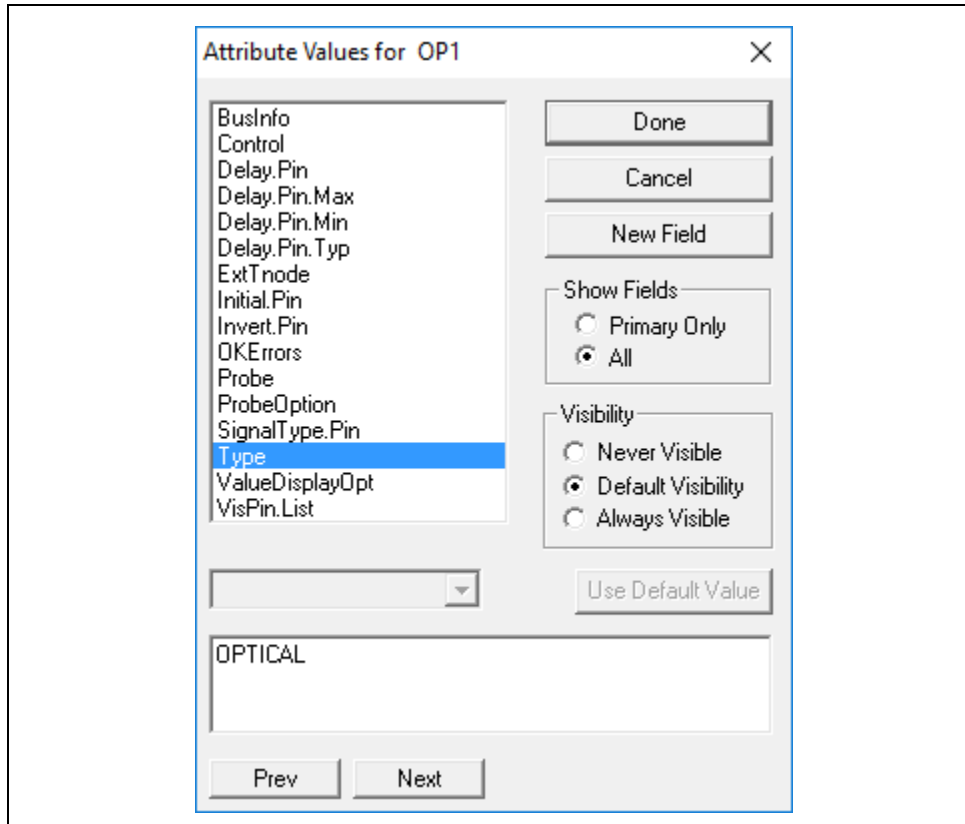 Attribute Values for OP1
BusInfo
Control
Delay.Pin
Delay.Pin.Max
Delay.Pin.Min
Delay.Pin.Typ
ExtTnode
Initial.Pin
Invert.Pin
OKErrors
Probe
ProbeOption
SignalType.Pin
Type
ValueDisplayOpt
VisPin.List
Done
Cancel
New Field
Show Fields
Primary Only
All
Visibility
Never Visible
Default Visibility
Always Visible
Use Default Value
OPTICAL
Prev
Next